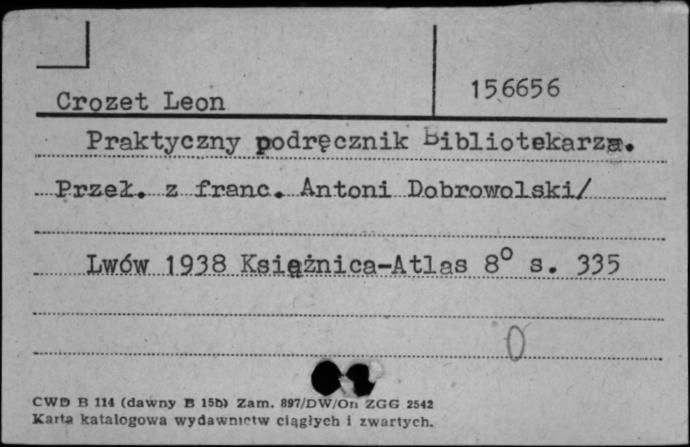 Crozet Leon 156656
Praktyczny podręcznik Bibliotekarza.
Przeł. z franc. Antoni Dobrowolski/
Lwów 1938 Książnica-Atlas 8° s. 335
0
CWD B 114 (dawny B 15b) Zam. 897/DW/On ZGG 2542
Karta katalogowa wydawnictw ciągłych i zwartych.